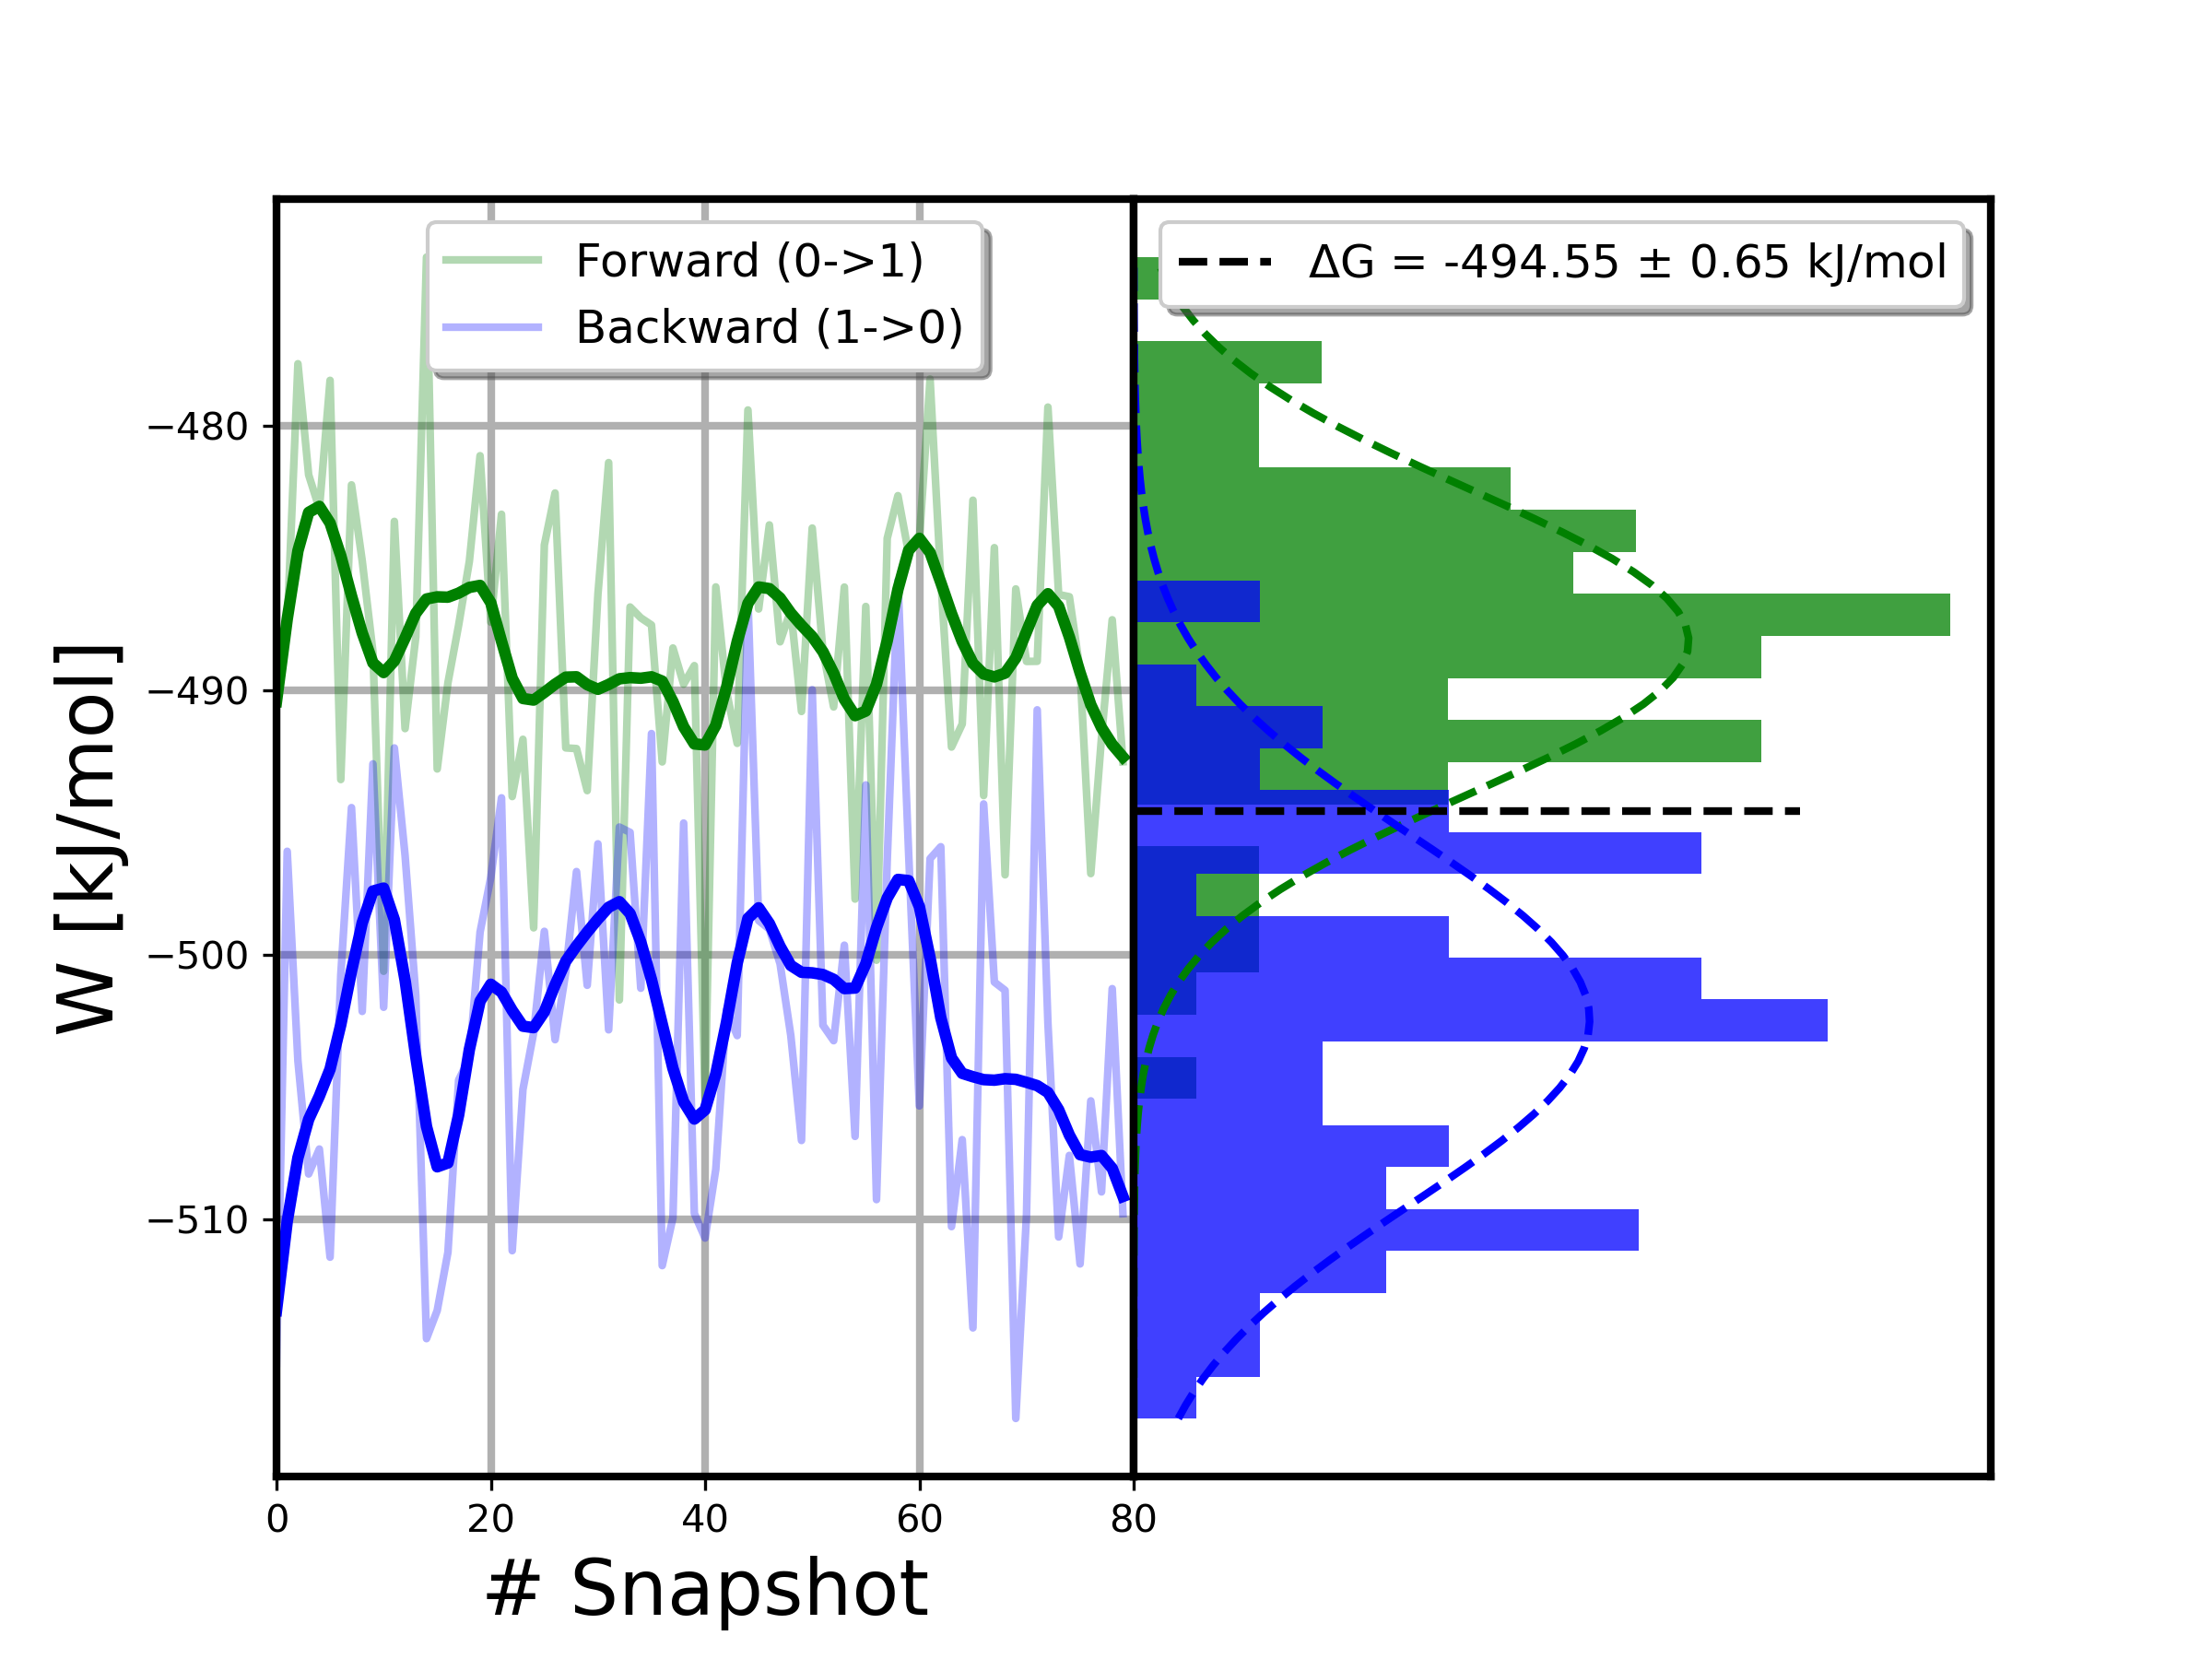 Forward (0->1)
Backward (1->0)
ΔG = -494.55 ± 0.65 kJ/mol
W [kJ/mol]
−480
−490
−500
−510
0 20 40 60 80
# Snapshot